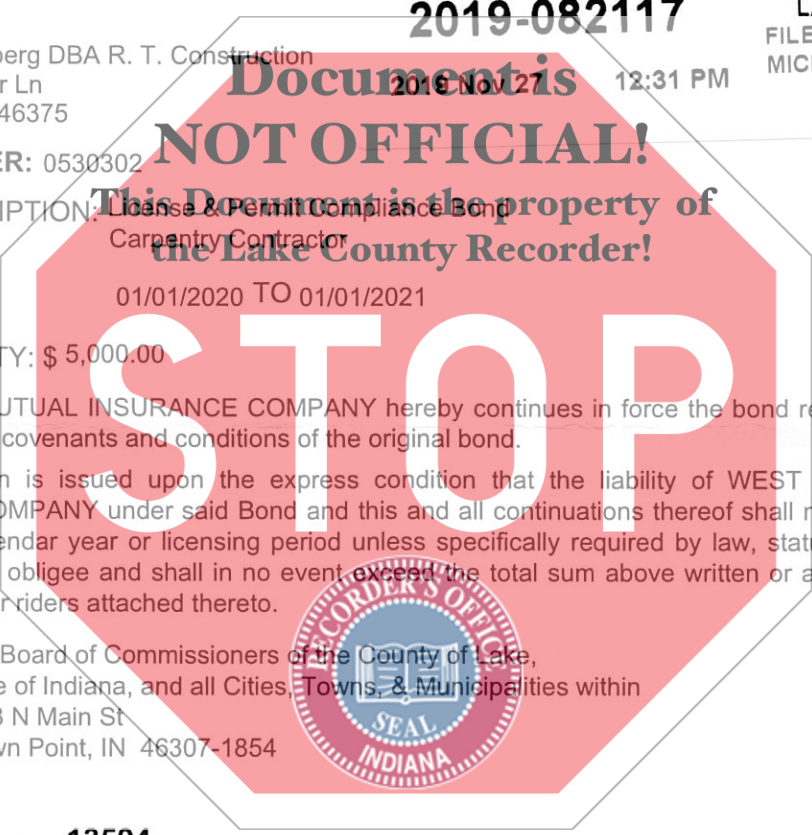 2019-082117
LA
FILE
MICH
berg DBA R. T. Construction
r Ln
46375
2019 Nov 27 12:31 PM
Document is
NOT OFFICIAL!
This Document is the property of
the Lake County Recorder!
ER: 0530302
IPTION: License & Permit Compliance Bond
Carpentry Contractor
01/01/2020 TO 01/01/2021
TY: $ 5,000.00
STOP
UTUAL INSURANCE COMPANY hereby continues in force the bond re
covenants and conditions of the original bond.
n is issued upon the express condition that the liability of WEST
OMPANY under said Bond and this and all continuations thereof shall n
endar year or licensing period unless specifically required by law, statu
obligee and shall in no event exceed the total sum above written or a
r riders attached thereto.
Board of Commissioners of the County of Lake,
e of Indiana, and all Cities, Towns, & Municipalities within
3 N Main St
wn Point, IN 46307-1854
RECORDER'S OFFICE
SEAL
INDIANA